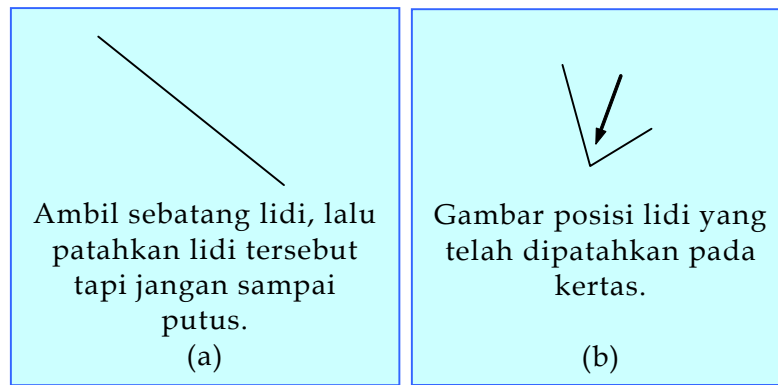 Ambil sebatang lidi, lalu
patahkan lidi tersebut
tapi jangan sampai
putus.
(a)
Gambar posisi lidi yang
telah dipatahkan pada
kertas.
(b)